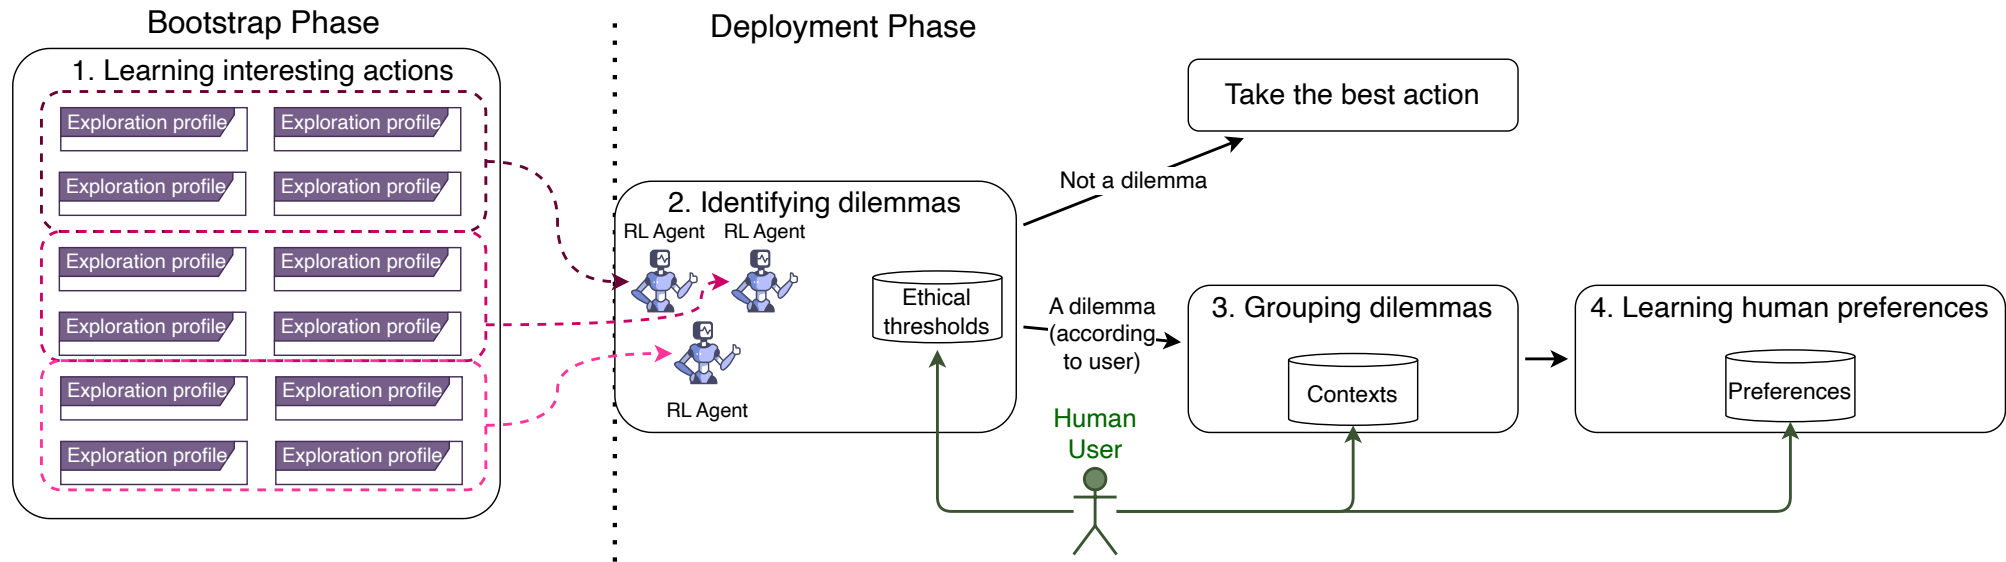 Bootstrap Phase
1. Learning interesting actions
Exploration profile
Exploration profile
Exploration profile
Exploration profile
Exploration profile
Exploration profile
Exploration profile
Exploration profile
Exploration profile
Exploration profile
Exploration profile
Exploration profile
Deployment Phase
2. Identifying dilemmas
RL Agent
RL Agent
RL Agent
Ethical
thresholds
Not a dilemma
Take the best action
A dilemma
(according
to user)
3. Grouping dilemmas
Contexts
4. Learning human preferences
Preferences
Human
User